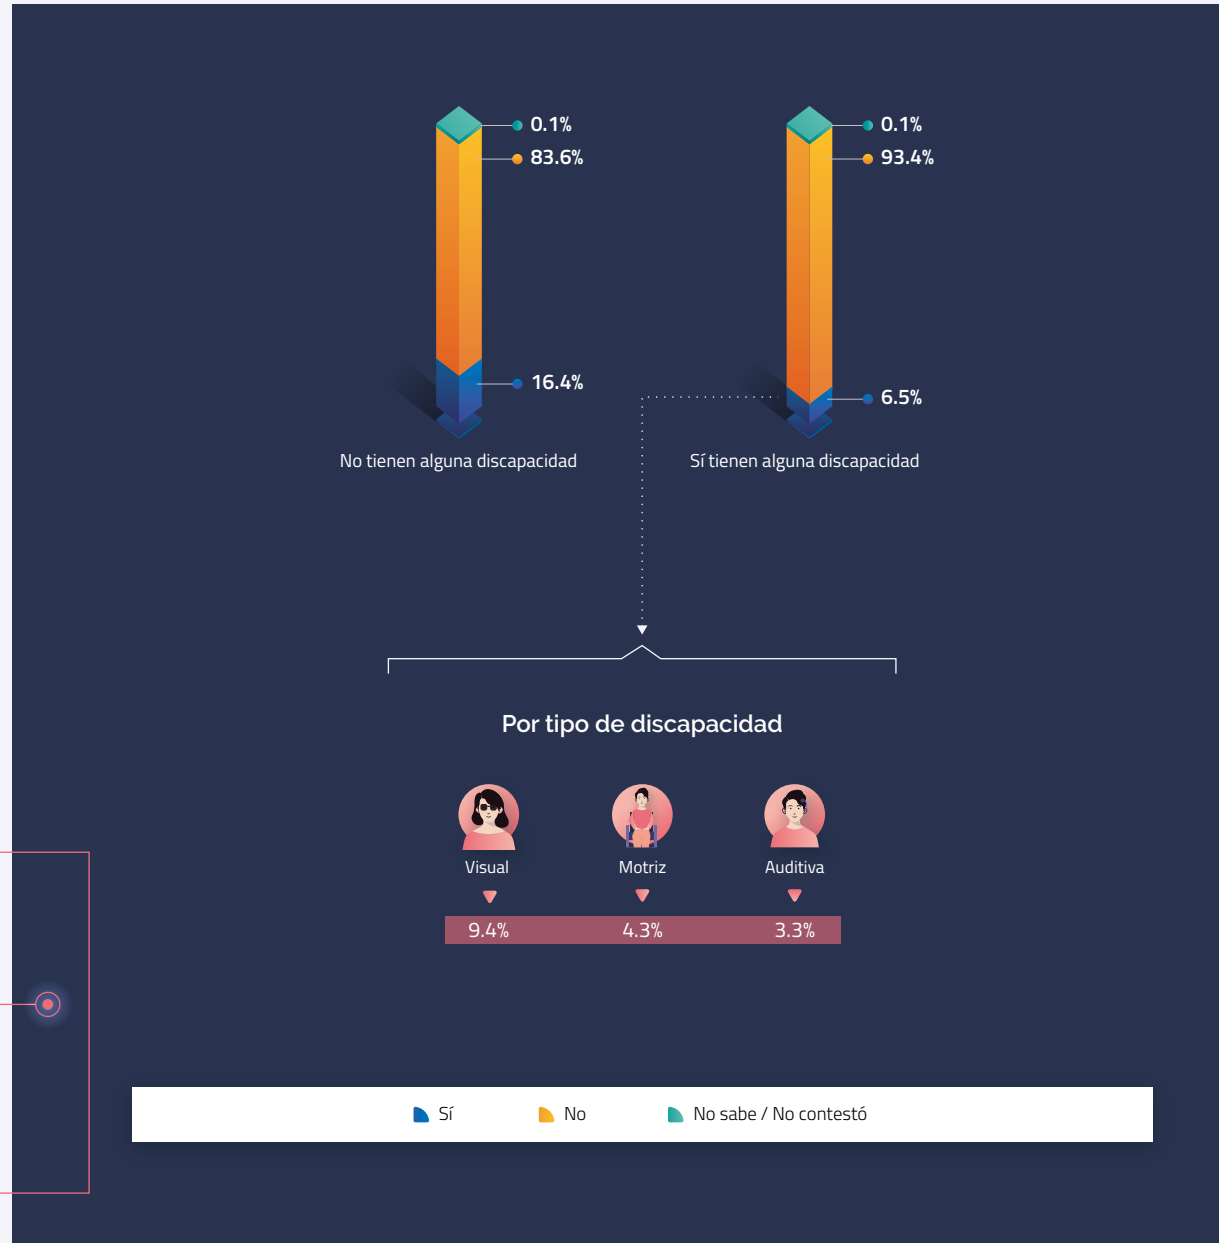 0.1%
83.6%
16.4%
No tienen alguna discapacidad
0.1%
93.4%
6.5%
Sí tienen alguna discapacidad
Por tipo de discapacidad
Visual Motriz Auditiva
9.4% 4.3% 3.3%
Sí No No sabe / No contestó